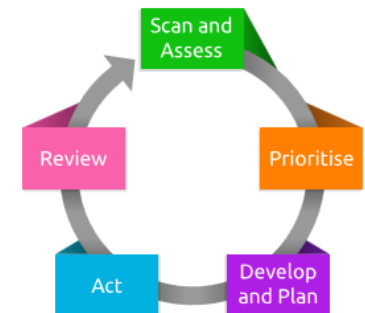 Scan and
Assess
Prioritise
Develop
and Plan
Act
Review